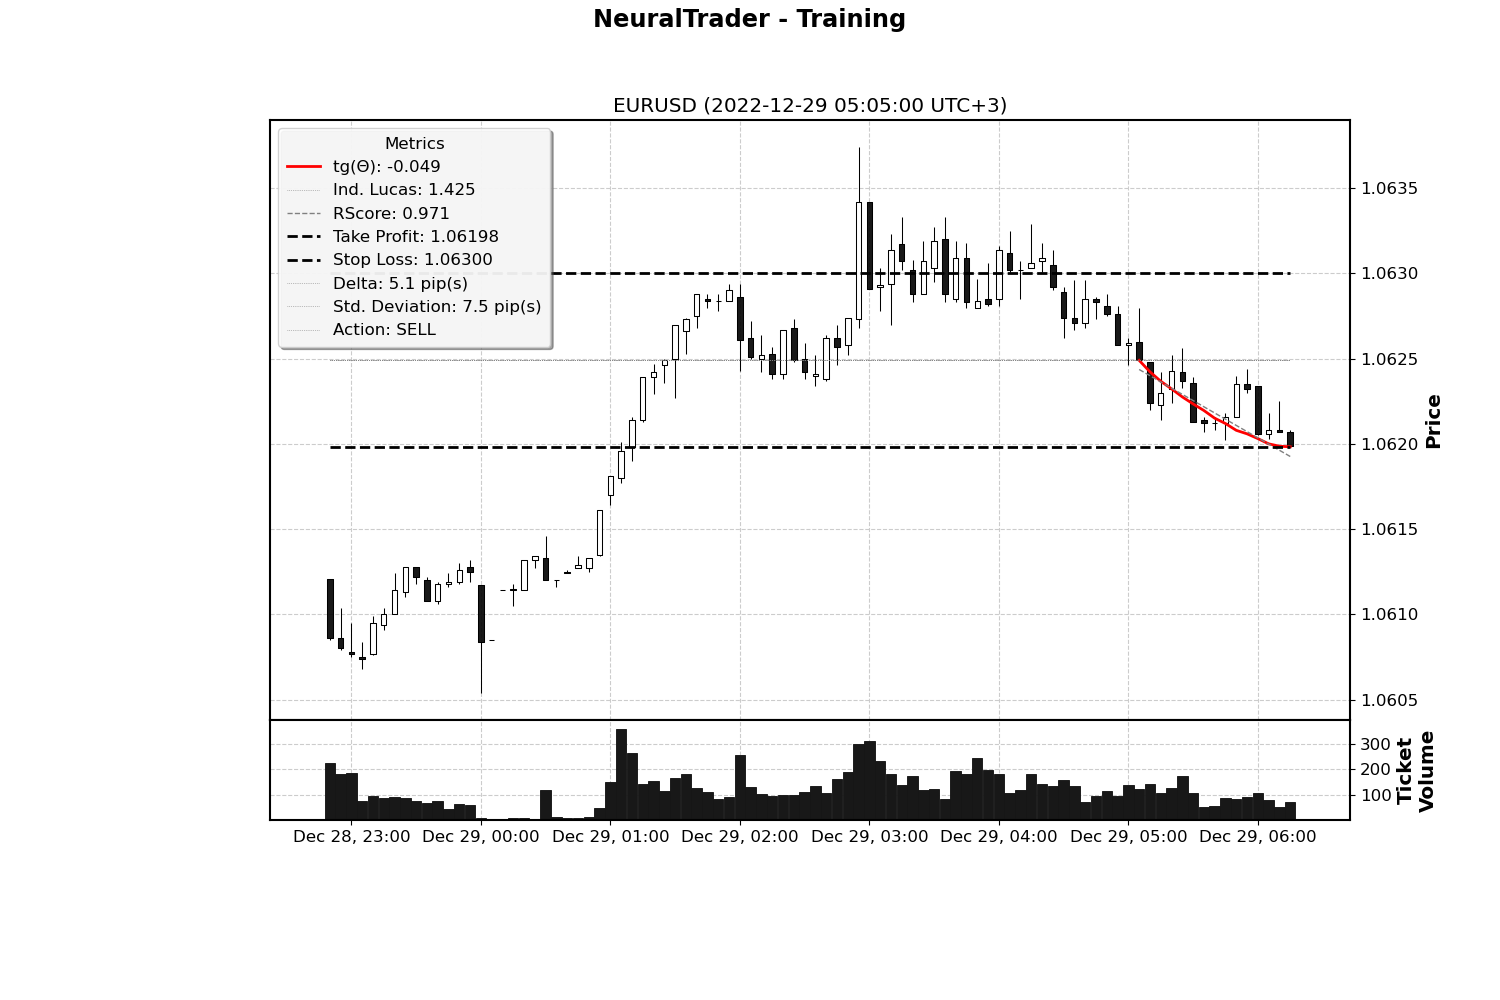 NeuralTrader - Training
EURUSD (2022-12-29 05:05:00 UTC+3)
Metrics
tg(Θ): -0.049
Ind. Lucas: 1.425
RScore: 0.971
Take Profit: 1.06198
Stop Loss: 1.06300
Delta: 5.1 pip(s)
Std. Deviation: 7.5 pip(s)
Action: SELL
1.0635
1.0630
1.0625
1.0620
1.0615
1.0610
1.0605
Price
300
200
100
Ticket
Volume
Dec 28, 23:00 Dec 29, 00:00 Dec 29, 01:00 Dec 29, 02:00 Dec 29, 03:00 Dec 29, 04:00 Dec 29, 05:00 Dec 29, 06:00